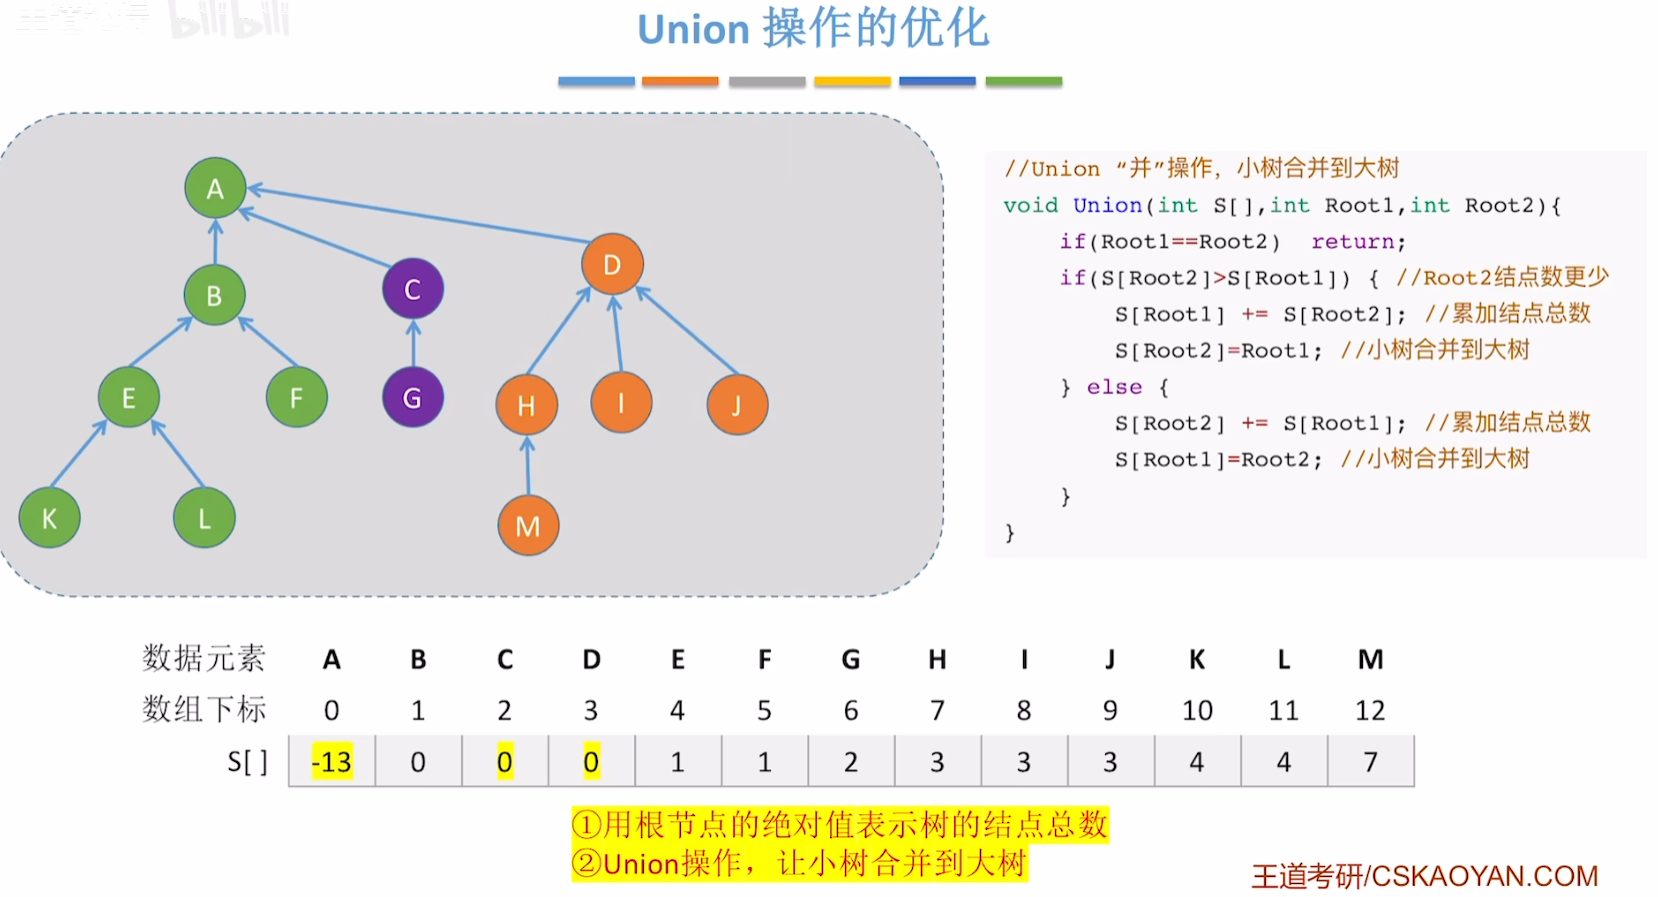 bilibili
Union 操作的优化
A
B
C
D
E
F
G
H
I
J
K
L
M
//Union “并”操作，小树合并到大树
void Union(int S[],int Root1,int Root2){
if(Root1==Root2) return;
if(S[Root2]>S[Root1]) { //Root2结点数更少
S[Root1] += S[Root2]; //累加结点总数
S[Root2]=Root1; //小树合并到大树
} else {
S[Root2] += S[Root1]; //累加结点总数
S[Root1]=Root2; //小树合并到大树
}
}
数据元素 A B C D E F G H I J K L M
数组下标 0 1 2 3 4 5 6 7 8 9 10 11 12
S[ ] -13 0 0 0 1 1 2 3 3 3 4 4 7
①用根节点的绝对值表示树的结点总数
②Union操作，让小树合并到大树
王道考研/CSKAOYAN.COM